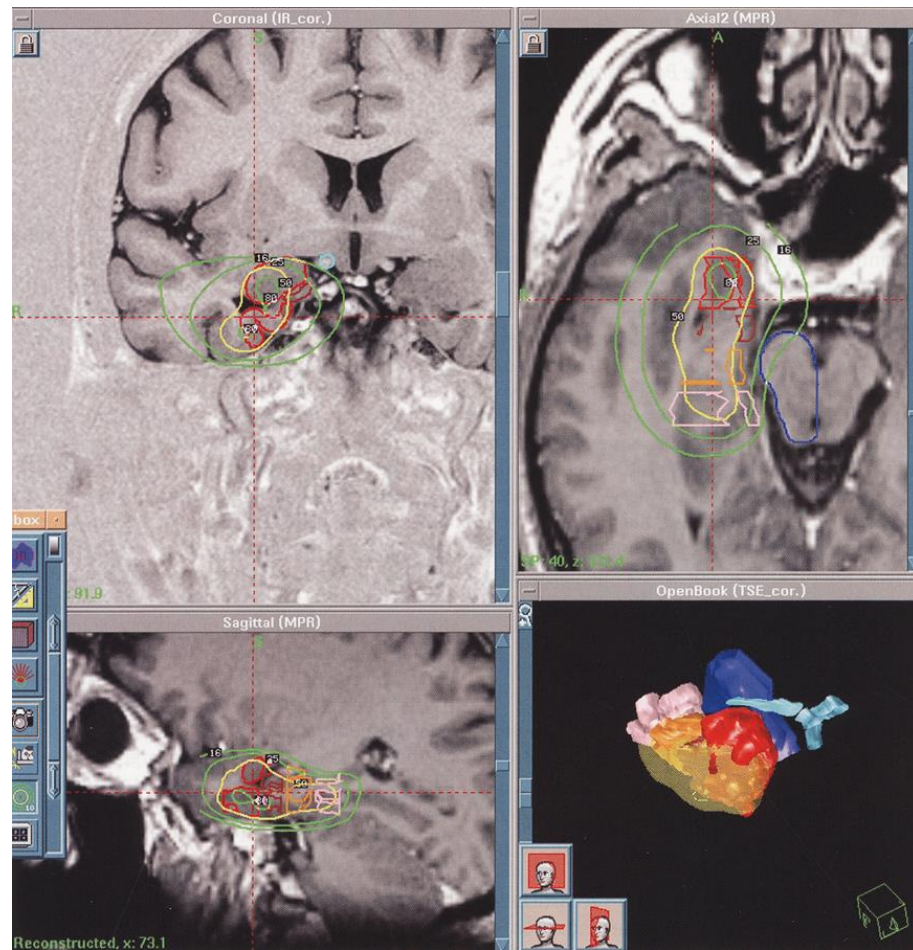 Coronal (IR_cor.)
S
16
25
50
80
80
R
91.9
Axial2 (MPR)
A
25
16
50
R
box
Sagittal (MPR)
S
16
25
50
Reconstructed, x: 73.1
OpenBook (TSE_cor.)
10